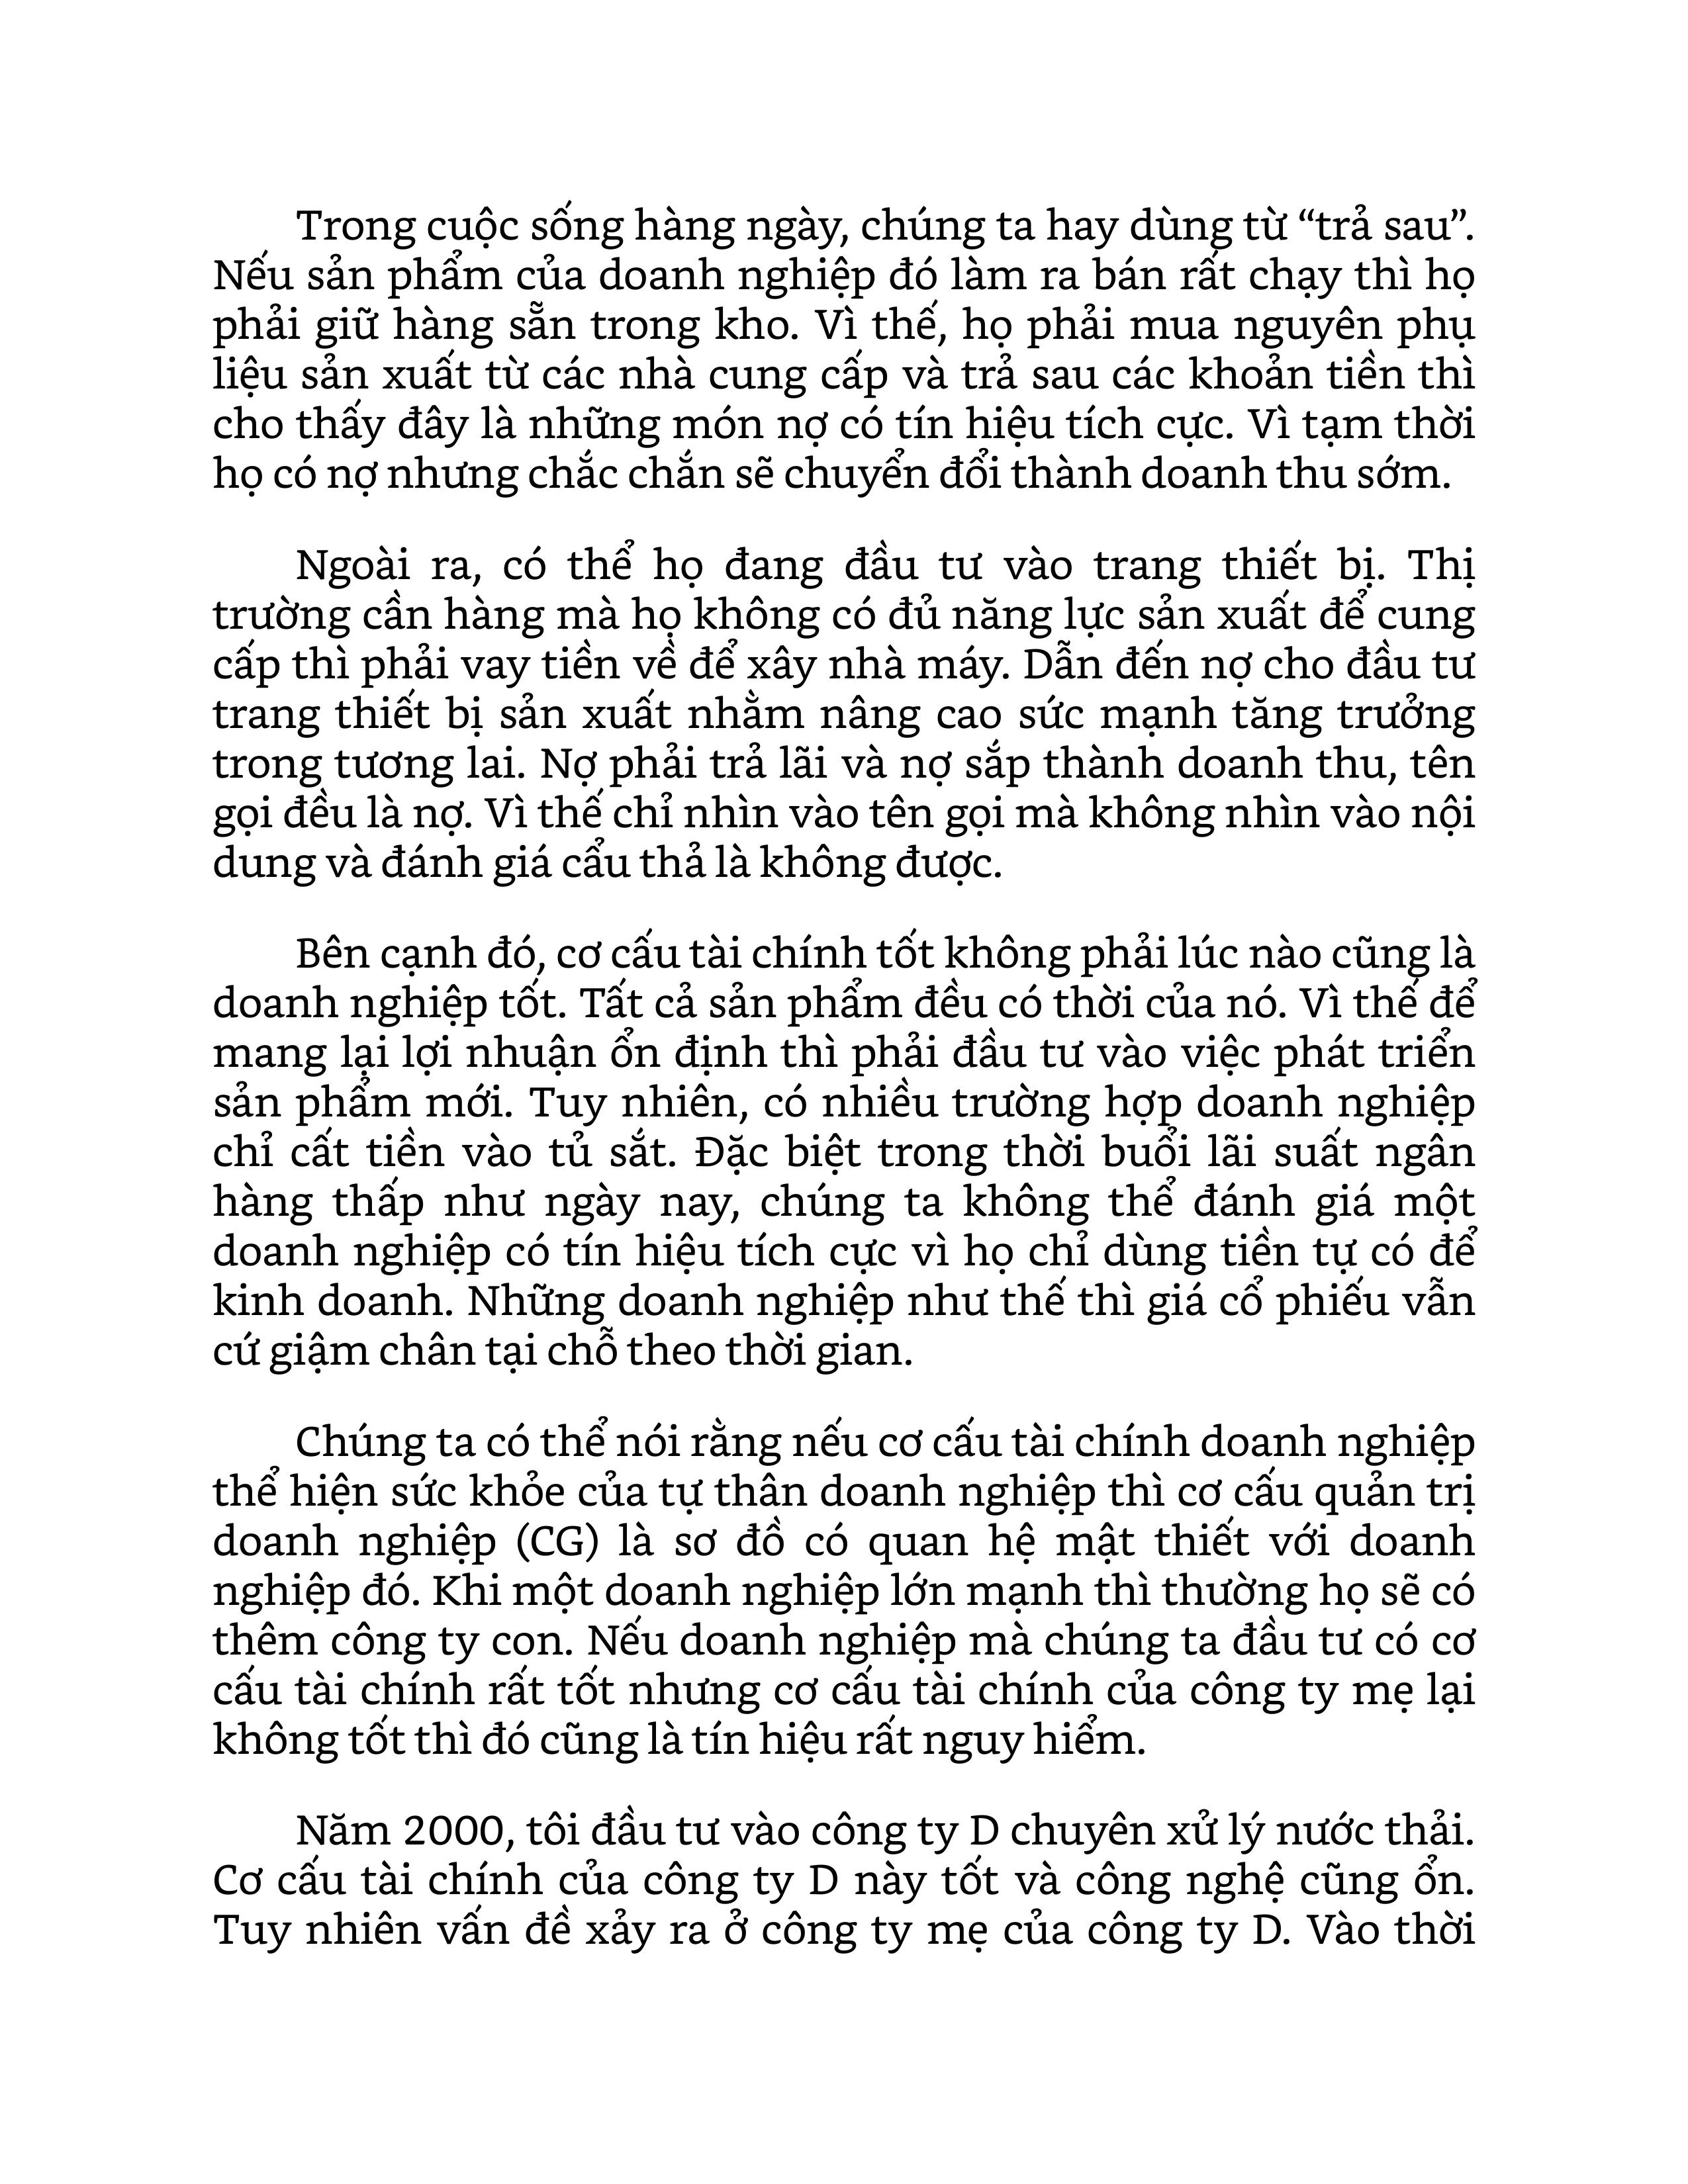 Trong cuộc sống hàng ngày, chúng ta hay dùng từ “trả sau”.
Nếu sản phẩm của doanh nghiệp đó làm ra bán rất chạy thì họ
phải giữ hàng sẵn trong kho. Vì thế, họ phải mua nguyên phụ
liệu sản xuất từ các nhà cung cấp và trả sau các khoản tiền thì
cho thấy đây là những món nợ có tín hiệu tích cực. Vì tạm thời
họ có nợ nhưng chắc chắn sẽ chuyển đổi thành doanh thu sớm.
Ngoài ra, có thể họ đang đầu tư vào trang thiết bị. Thị
trường cần hàng mà họ không có đủ năng lực sản xuất để cung
cấp thì phải vay tiền về để xây nhà máy. Dẫn đến nợ cho đầu tư
trang thiết bị sản xuất nhằm nâng cao sức mạnh tăng trưởng
trong tương lai. Nợ phải trả lãi và nợ sắp thành doanh thu, tên
gọi đều là nợ. Vì thế chỉ nhìn vào tên gọi mà không nhìn vào nội
dung và đánh giá cẩu thả là không được.
Bên cạnh đó, cơ cấu tài chính tốt không phải lúc nào cũng là
doanh nghiệp tốt. Tất cả sản phẩm đều có thời của nó. Vì thế để
mang lại lợi nhuận ổn định thì phải đầu tư vào việc phát triển
sản phẩm mới. Tuy nhiên, có nhiều trường hợp doanh nghiệp
chỉ cất tiền vào tủ sắt. Đặc biệt trong thời buổi lãi suất ngân
hàng thấp như ngày nay, chúng ta không thể đánh giá một
doanh nghiệp có tín hiệu tích cực vì họ chỉ dùng tiền tự có để
kinh doanh. Những doanh nghiệp như thế thì giá cổ phiếu vẫn
cứ giậm chân tại chỗ theo thời gian.
Chúng ta có thể nói rằng nếu cơ cấu tài chính doanh nghiệp
thể hiện sức khỏe của tự thân doanh nghiệp thì cơ cấu quản trị
doanh nghiệp (CG) là sơ đồ có quan hệ mật thiết với doanh
nghiệp đó. Khi một doanh nghiệp lớn mạnh thì thường họ sẽ có
thêm công ty con. Nếu doanh nghiệp mà chúng ta đầu tư có cơ
cấu tài chính rất tốt nhưng cơ cấu tài chính của công ty mẹ lại
không tốt thì đó cũng là tín hiệu rất nguy hiểm.
Năm 2000, tôi đầu tư vào công ty D chuyên xử lý nước thải.
Cơ cấu tài chính của công ty D này tốt và công nghệ cũng ổn.
Tuy nhiên vấn đề xảy ra ở công ty mẹ của công ty D. Vào thời